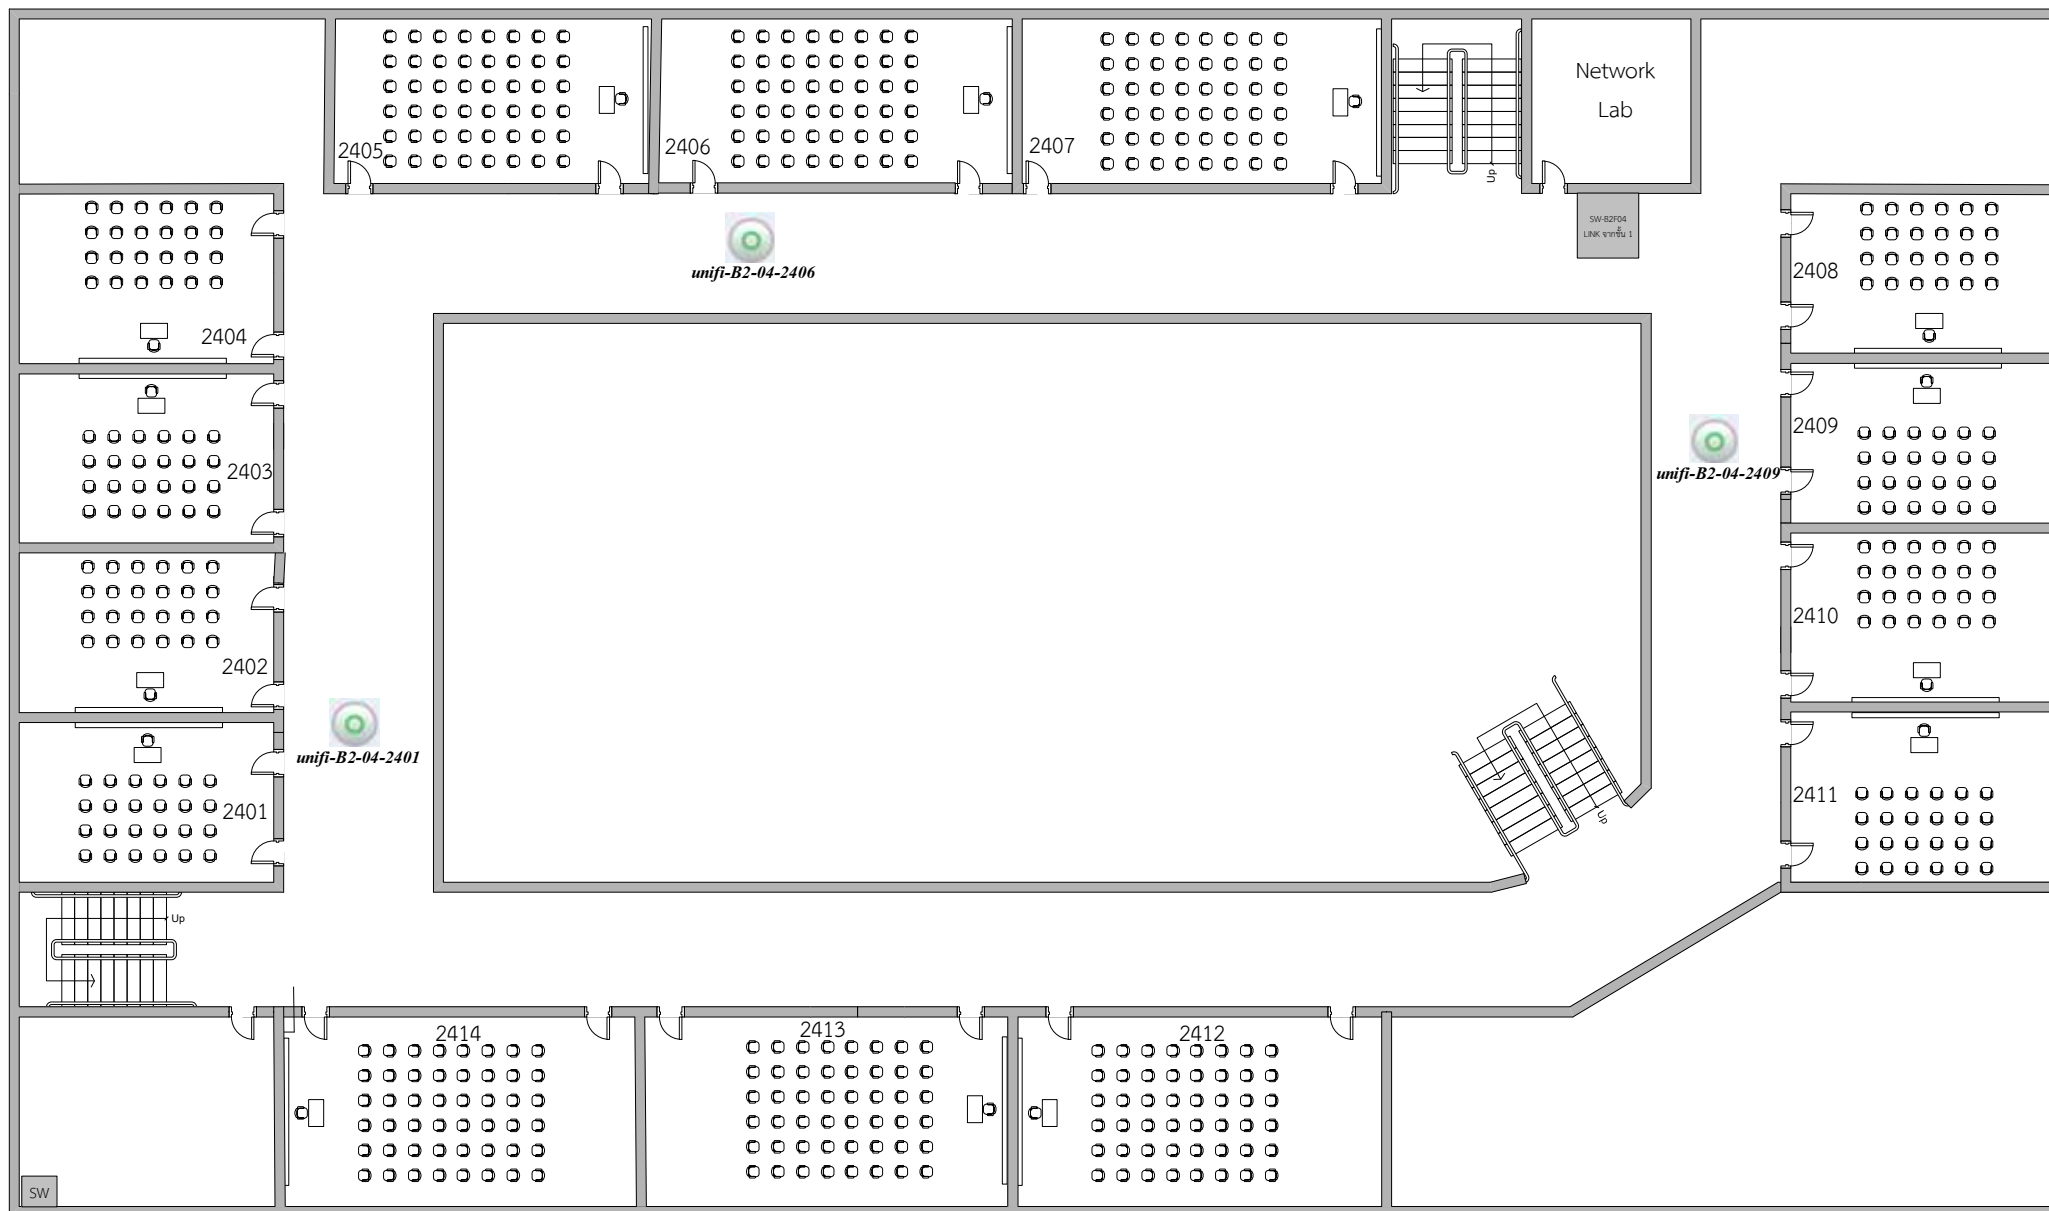 Network
Lab
2405
2406
2407
Up
SW-B2F04
LINK จากชั้น 1
unifi-B2-04-2406
2404
2408
2403
2409
unifi-B2-04-2409
2402
2410
unifi-B2-04-2401
2401
2411
Up
Up
2414
2413
2412
SW